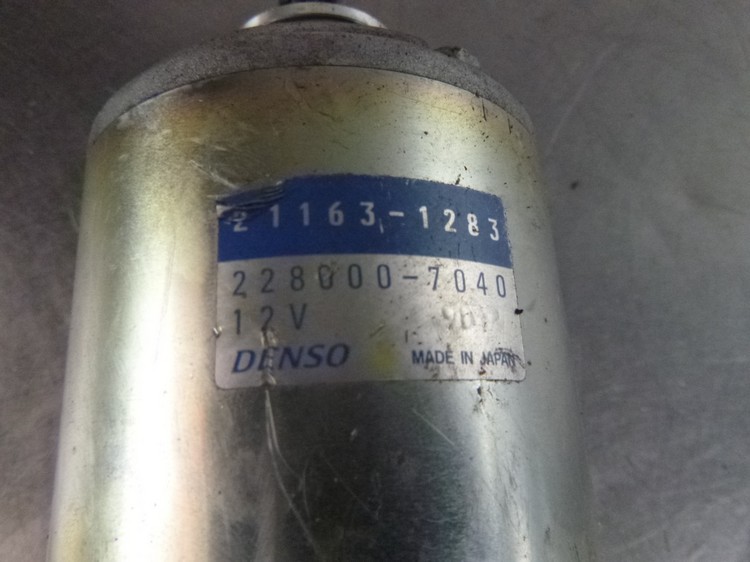 21163-1283
228000-7040
12V
DENSO MADE IN JAPAN